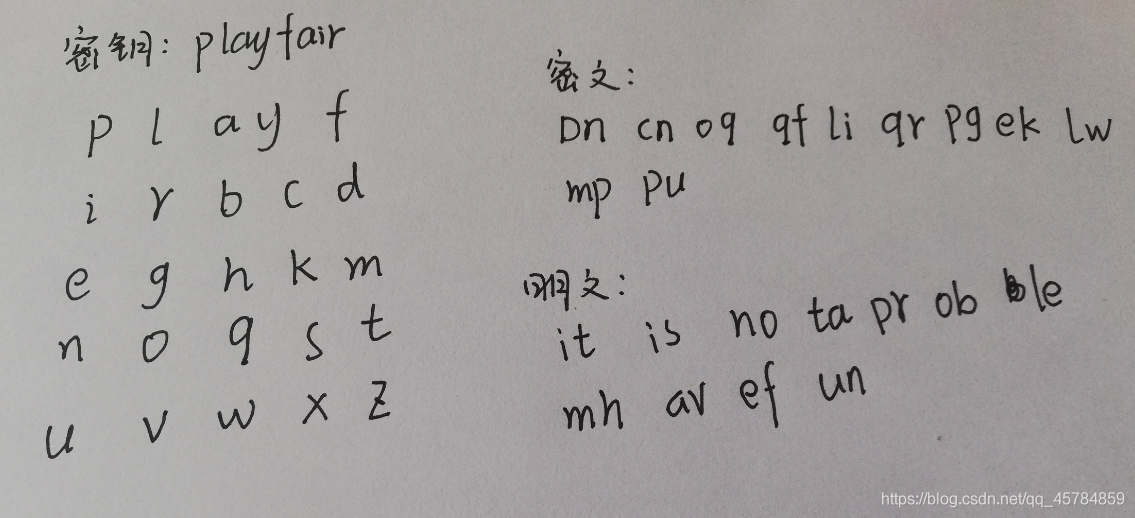 密钥: playfair
p l a y f
i r b c d
e g h k m
n o q s t
u v w x z
密文:
Dn cn oq qf li qr pg ek lw
mp pu
明文:
it is no ta pr ob le
mh av ef un
https://blog.csdn.net/qq_45784859